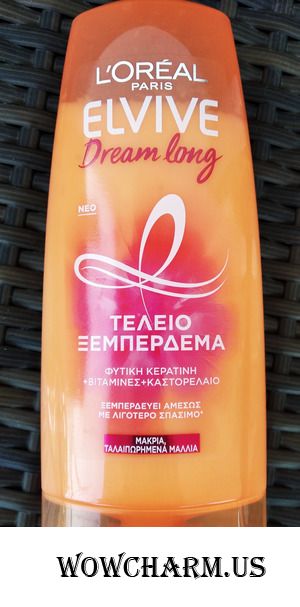 L'ORÉAL
PARIS
ELVIVE
Dream long
ΝΕΟ
ΤΕΛΕΙΟ
ΞΕΜΠΕΡΔΕΜΑ
ΦΥΤΙΚΗ ΚΕΡΑΤΙΝΗ
+ΒΙΤΑΜΙΝΕΣ+ΚΑΣΤΟΡΕΛΑΙΟ
ΞΕΜΠΕΡΔΕΥΕΙ ΑΜΕΣΩΣ
ΜΕ ΛΙΓΟΤΕΡΟ ΣΠΑΣΙΜΟ*
ΜΑΚΡΙΑ,
ΤΑΛΑΙΠΩΡΗΜΕΝΑ ΜΑΛΛΙΑ
WOWCHARM.US